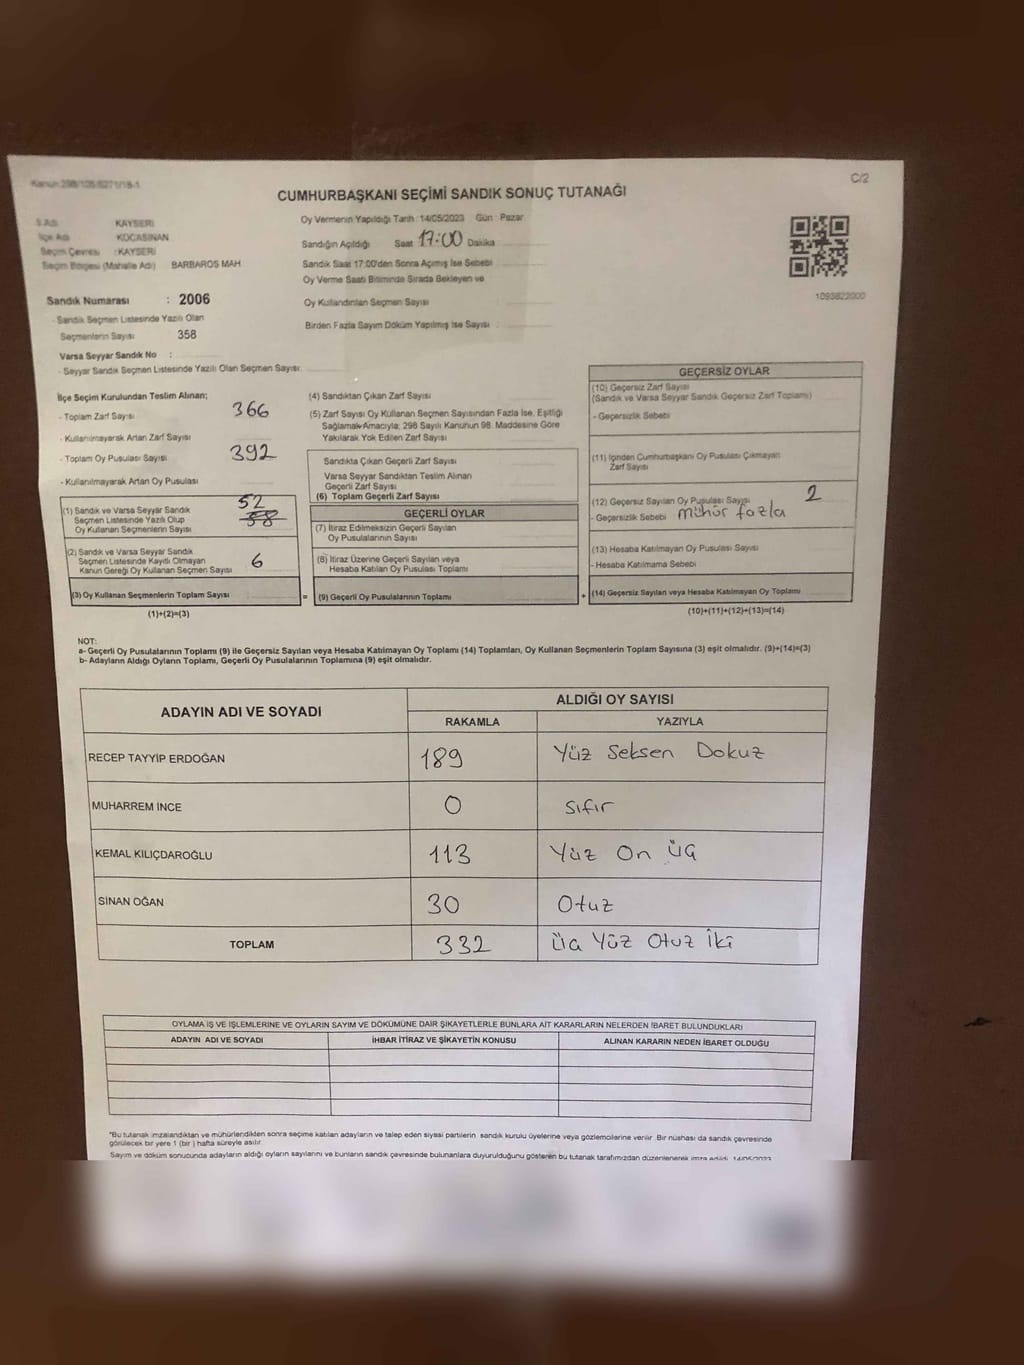 Kanun 298/105/6271/18-1
C/2
CUMHURBAŞKANI SEÇİMİ SANDIK SONUÇ TUTANAĞI
İl Adı KAYSERİ
İlçe Adı KOCASİNAN
Seçim Çevresi :KAYSERİ
Seçim Bölgesi (Mahalle Adı) BARBAROS MAH
Sandık Numarası : 2006
- Sandık Seçmen Listesinde Yazılı Olan
Seçmenlerin Sayısı 358
Varsa Seyyar Sandık No :
- Seyyar Sandık Seçmen Listesinde Yazılı Olan Seçmen Sayısı:
Oy Vermenin Yapıldığı Tarih :14/05/2023 Gün : Pazar
Sandığın Açıldığı Saat 17:00 Dakika
Sandık Saat 17:00'den Sonra Açımış İse Sebebi
Oy Verme Saati Bitiminde Sırada Bekleyen ve
Oy Kullandırılan Seçmen Sayısı :
Birden Fazla Sayım Döküm Yapılmış İse Sayısı :
1093822000
İlçe Seçim Kurulundan Teslim Alınan;
- Toplam Zarf Sayısı 366
- Kullanılmayarak Artan Zarf Sayısı
- Toplam Oy Pusulası Sayısı 392
- Kullanılmayarak Artan Oy Pusulası
(1) Sandık ve Varsa Seyyar Sandık
Seçmen Listesinde Yazılı Olup
Oy Kullanan Seçmenlerin Sayısı
52
(2) Sandık ve Varsa Seyyar Sandık
Seçmen Listesinde Kayıtlı Olmayan
Kanun Gereği Oy Kullanan Seçmen Sayısı 6
(3) Oy Kullanan Seçmenlerin Toplam Sayısı
(1)+(2)=(3)
(4) Sandıktan Çıkan Zarf Sayısı
(5) Zarf Sayısı Oy Kullanan Seçmen Sayısından Fazla İse, Eşitliği
Sağlamak Amacıyla; 298 Sayılı Kanunun 98. Maddesine Göre
Yakılarak Yok Edilen Zarf Sayısı
Sandıkta Çıkan Geçerli Zarf Sayısı
Varsa Seyyar Sandıktan Teslim Alınan
Geçerli Zarf Sayısı
(6) Toplam Geçerli Zarf Sayısı
GEÇERLİ OYLAR
(7) İtiraz Edilmeksizin Geçerli Sayılan
Oy Pusulalarının Sayısı
(8) İtiraz Üzerine Geçerli Sayılan veya
Hesaba Katılan Oy Pusulası Toplamı
= (9) Geçerli Oy Pusulalarının Toplamı
GEÇERSİZ OYLAR
(10) Geçersiz Zarf Sayısı
(Sandık ve Varsa Seyyar Sandık Geçersiz Zarf Toplamı)
- Geçersizlik Sebebi
(11) İçinden Cumhurbaşkanı Oy Pusulası Çıkmayan
Zarf Sayısı
(12) Geçersiz Sayılan Oy Pusulası Sayısı 2
- Geçersizlik Sebebi mühür fazla
(13) Hesaba Katılmayan Oy Pusulası Sayısı
- Hesaba Katılmama Sebebi
+ (14) Geçersiz Sayılan veya Hesaba Katılmayan Oy Toplamı
(10)+(11)+(12)+(13)=(14)
NOT:
a- Geçerli Oy Pusulalarının Toplamı (9) ile Geçersiz Sayılan veya Hesaba Katılmayan Oy Toplamı (14) Toplamları, Oy Kullanan Seçmenlerin Toplam Sayısına (3) eşit olmalıdır. (9)+(14)=(3)
b- Adayların Aldığı Oyların Toplamı, Geçerli Oy Pusulalarının Toplamına (9) eşit olmalıdır.
ADAYIN ADI VE SOYADI
ALDIĞI OY SAYISI
RAKAMLA YAZIYLA
RECEP TAYYİP ERDOĞAN 189 Yüz Seksen Dokuz
MUHARREM İNCE 0 Sıfır
KEMAL KILIÇDAROĞLU 113 Yüz On üç
SİNAN OĞAN 30 Otuz
TOPLAM 332 üç Yüz Otuz İki
OYLAMA İŞ VE İŞLEMLERİNE VE OYLARIN SAYIM VE DÖKÜMÜNE DAİR ŞİKAYETLERLE BUNLARA AİT KARARLARIN NELERDEN İBARET BULUNDUKLARI
ADAYIN ADI VE SOYADI İHBAR İTİRAZ VE ŞİKAYETİN KONUSU ALINAN KARARIN NEDEN İBARET OLDUĞU
"Bu tutanak imzalandıktan ve mühürlendikten sonra seçime katılan adayların ve talep eden siyasi partilerin sandık kurulu üyelerine veya gözlemcilerine verilir. Bir nüshası da sandık çevresinde
görülecek bir yere 1 (bir ) hafta süreyle asılır.
Sayım ve döküm sonucunda adayların aldığı oyların sayılarını ve bunların sandık çevresinde bulunanlara duyurulduğunu gösteren bu tutanak tarafımızdan düzenlenerek imza edildi. 14/05/2023